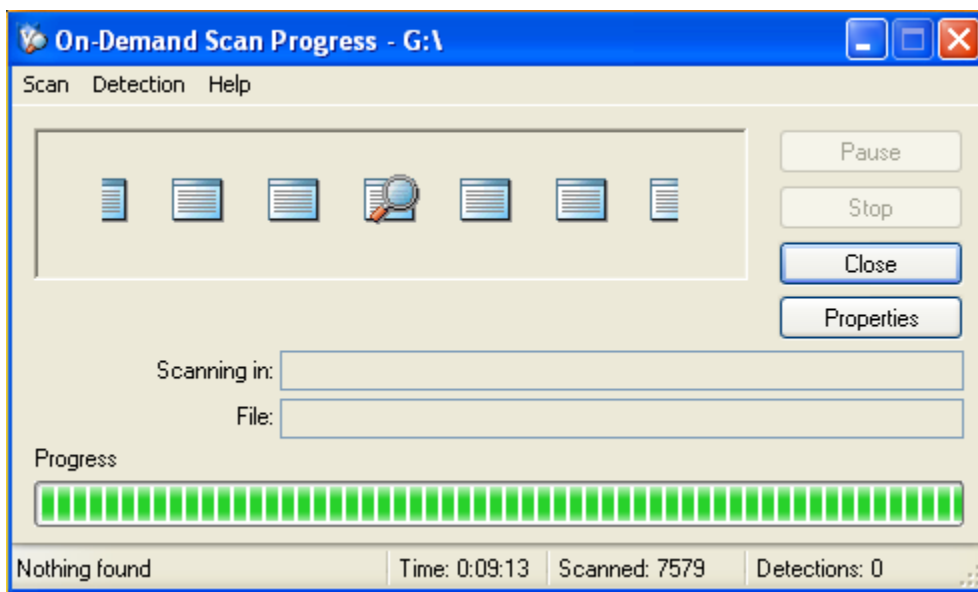 On-Demand Scan Progress - G:\
Scan Detection Help
Pause
Stop
Close
Properties
Scanning in:
File:
Progress
Nothing found Time: 0:09:13 Scanned: 7579 Detections: 0